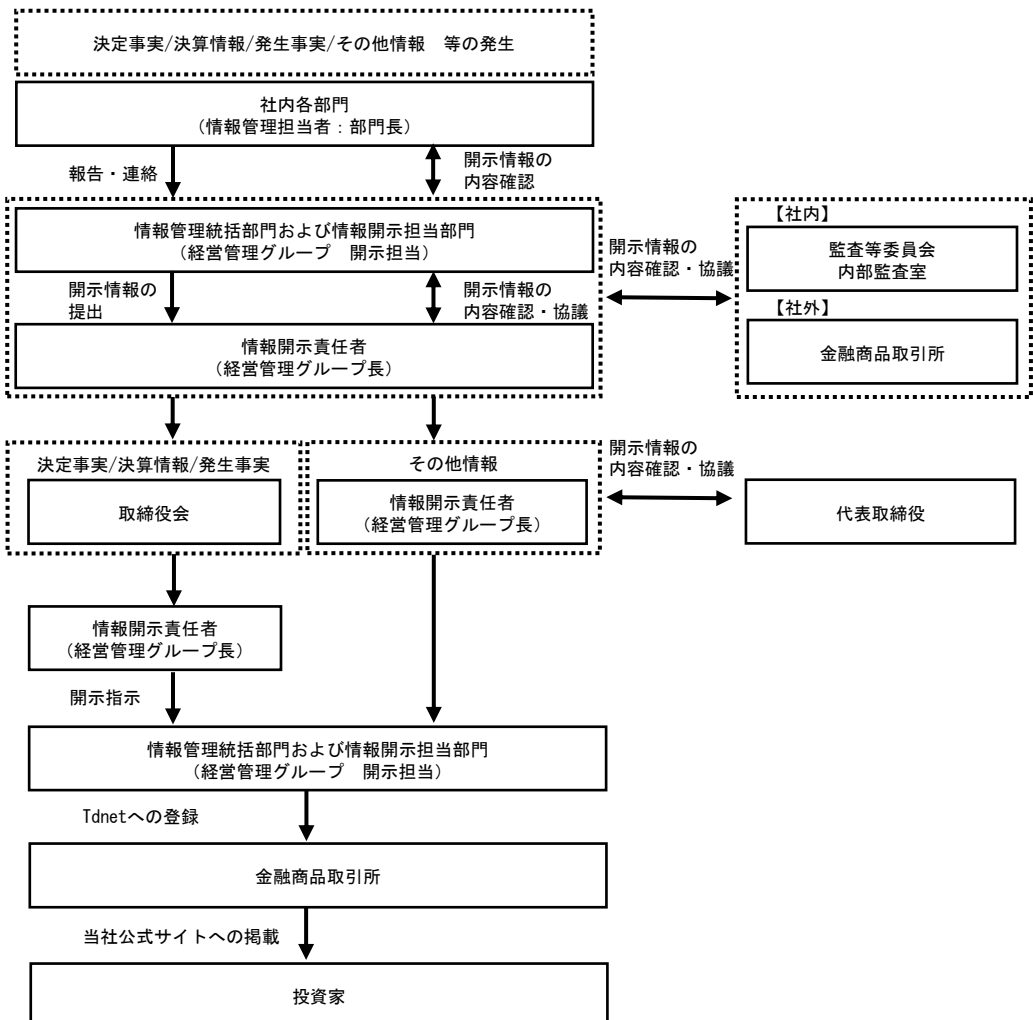 決定事実/決算情報/発生事実/その他情報　等の発生
社内各部門
（情報管理担当者：部門長）
報告・連絡
開示情報の
内容確認
情報管理統括部門および情報開示担当部門
（経営管理グループ　開示担当）
開示情報の
提出
開示情報の
内容確認・協議
情報開示責任者
（経営管理グループ長）
開示情報の
内容確認・協議
【社内】
監査等委員会
内部監査室
【社外】
金融商品取引所
決定事実/決算情報/発生事実
取締役会
その他情報
情報開示責任者
（経営管理グループ長）
開示情報の
内容確認・協議
代表取締役
情報開示責任者
（経営管理グループ長）
開示指示
情報管理統括部門および情報開示担当部門
（経営管理グループ　開示担当）
Tdnetへの登録
金融商品取引所
当社公式サイトへの掲載
投資家